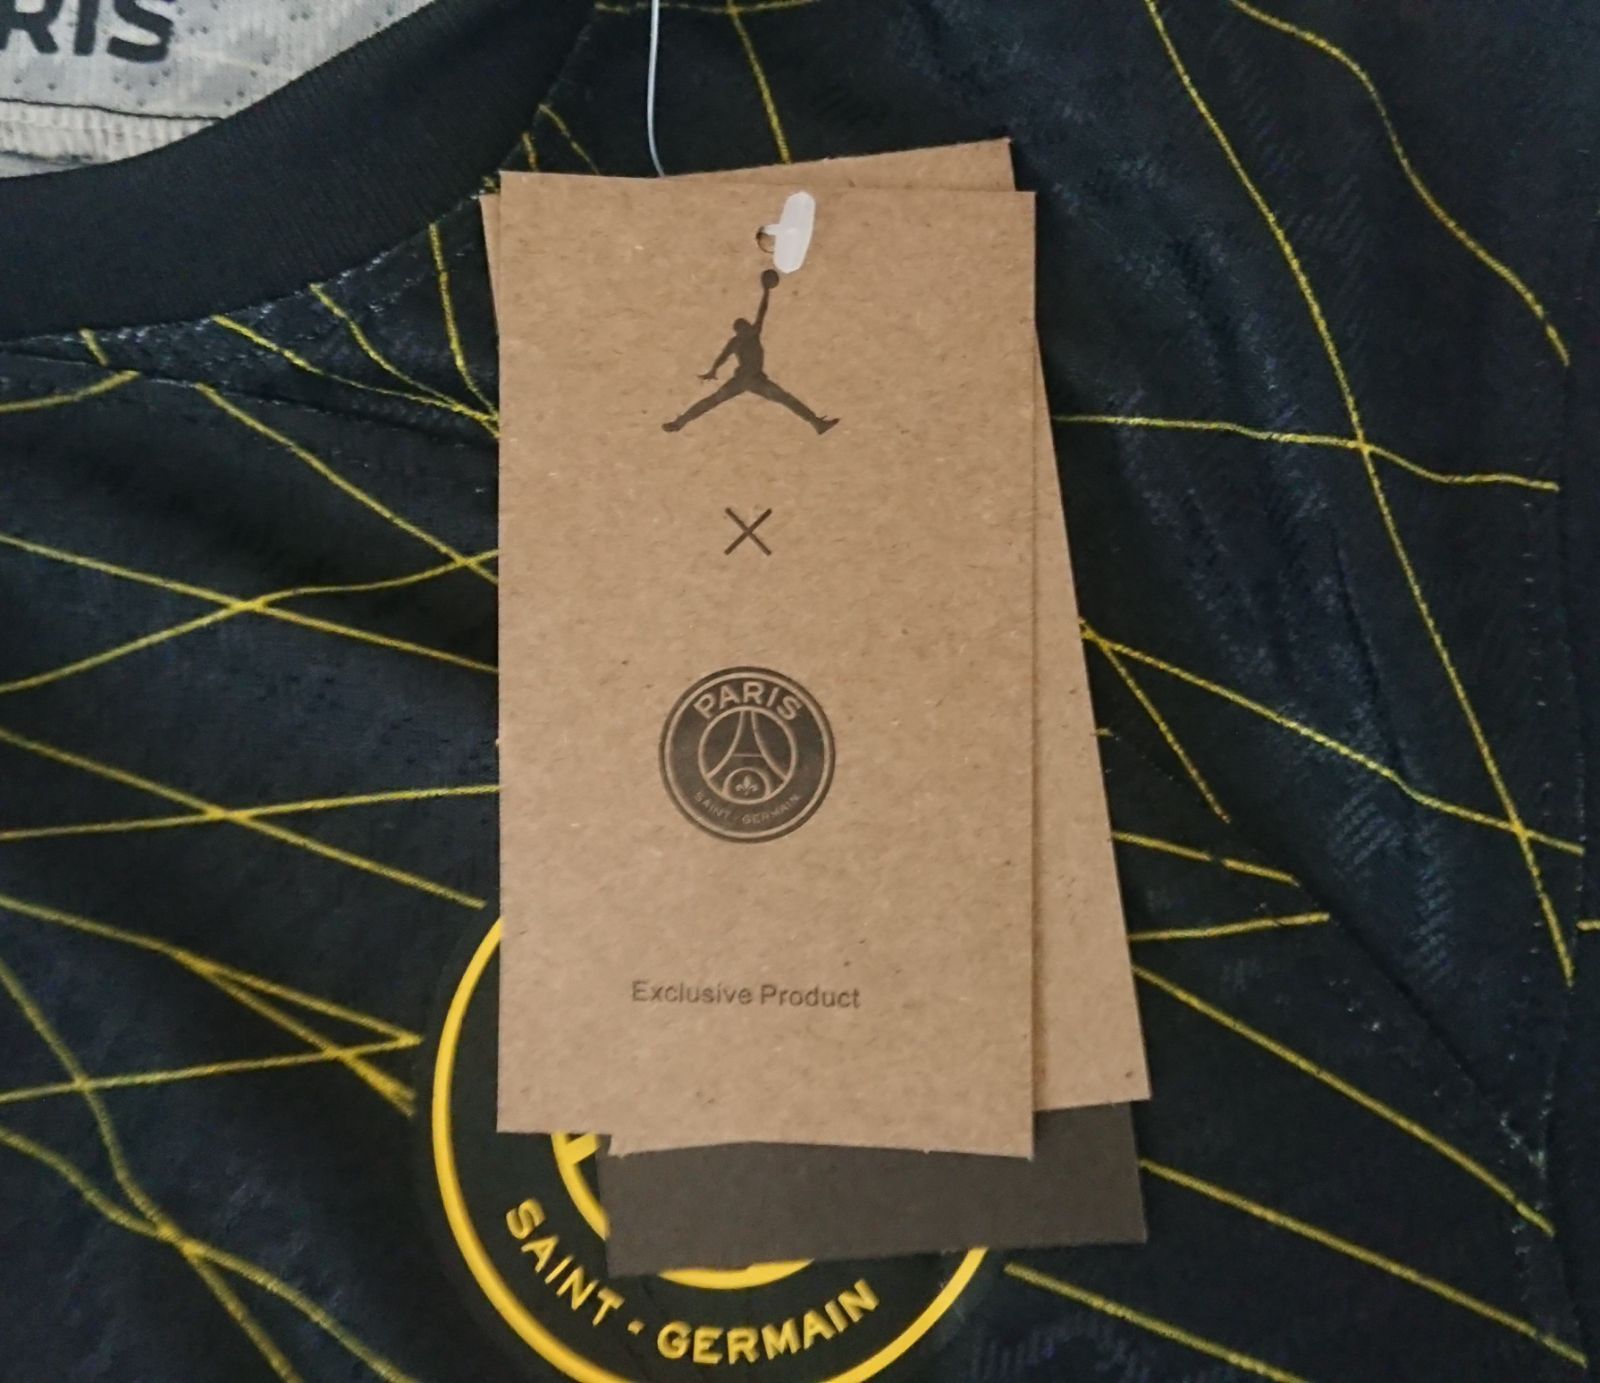 RIS
×
PARIS
SAINT - GERMAIN
Exclusive Product
SAINT - GERMAIN